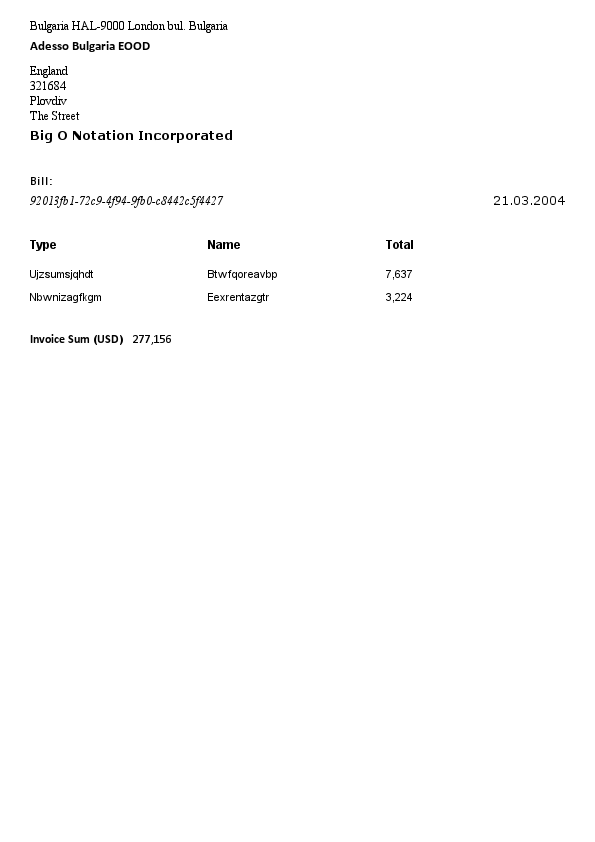 Bulgaria HAL-9000 London bul. Bulgaria
Adesso Bulgaria EOOD
England
321684
Plovdiv
The Street
Big O Notation Incorporated
Bill:
92013fb1-72c9-4f94-9fb0-c8442c5f4427 21.03.2004
Type Name Total
Ujzsumsjqhdt Btwfqoreavbp 7,637
Nbwnizagfkgm Eexrentazgtr 3,224
Invoice Sum (USD) 277,156